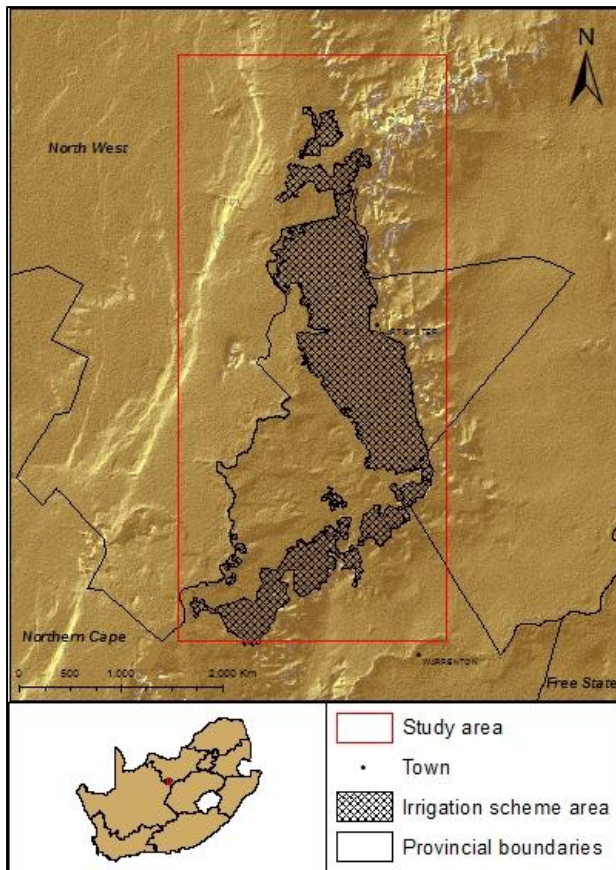 N
North West
HARTSWATER
Northern Cape
WARRENTON
0 500 1,000 2,000 Km
Free State
Study area
Town
Irrigation scheme area
Provincial boundaries